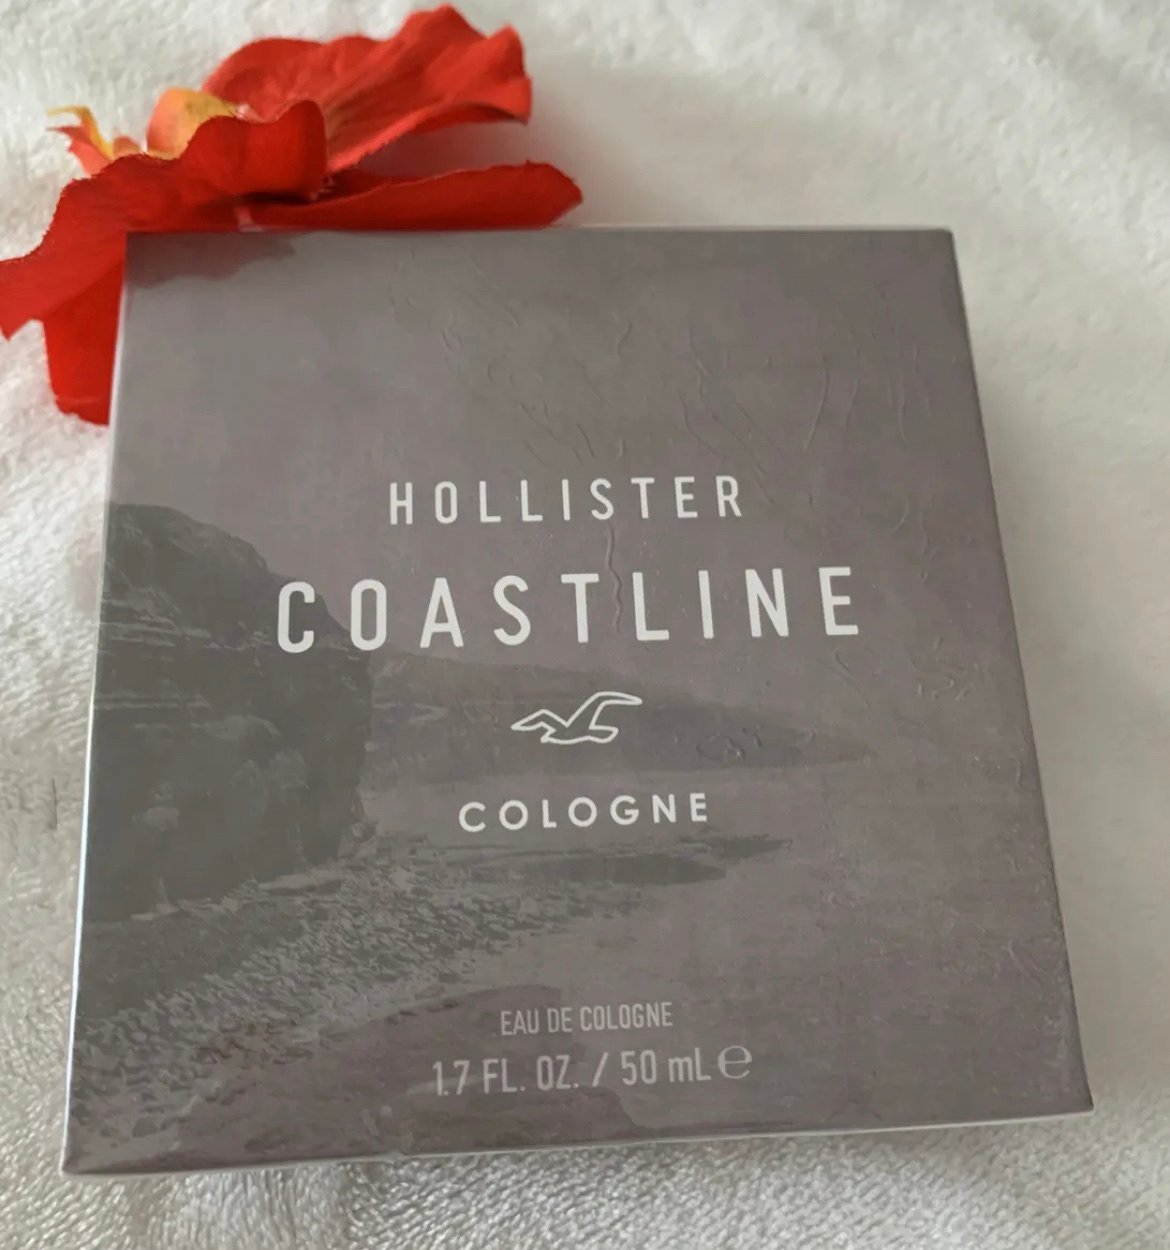 HOLLISTER
COASTLINE
COLOGNE
EAU DE COLOGNE
1.7 FL. OZ. / 50 mL ℮